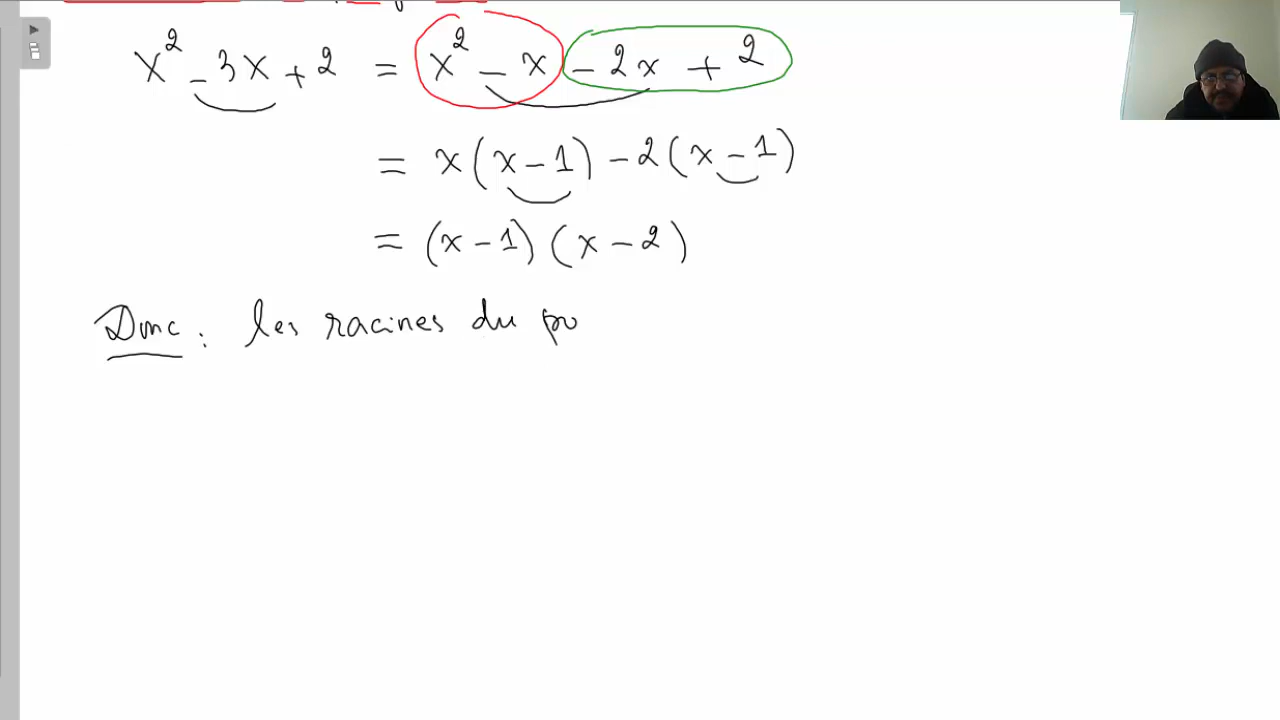 x² - 3x + 2 = x² - x - 2x + 2
= x(x - 1) - 2(x - 1)
= (x - 1)(x - 2)
Donc : les racines du po